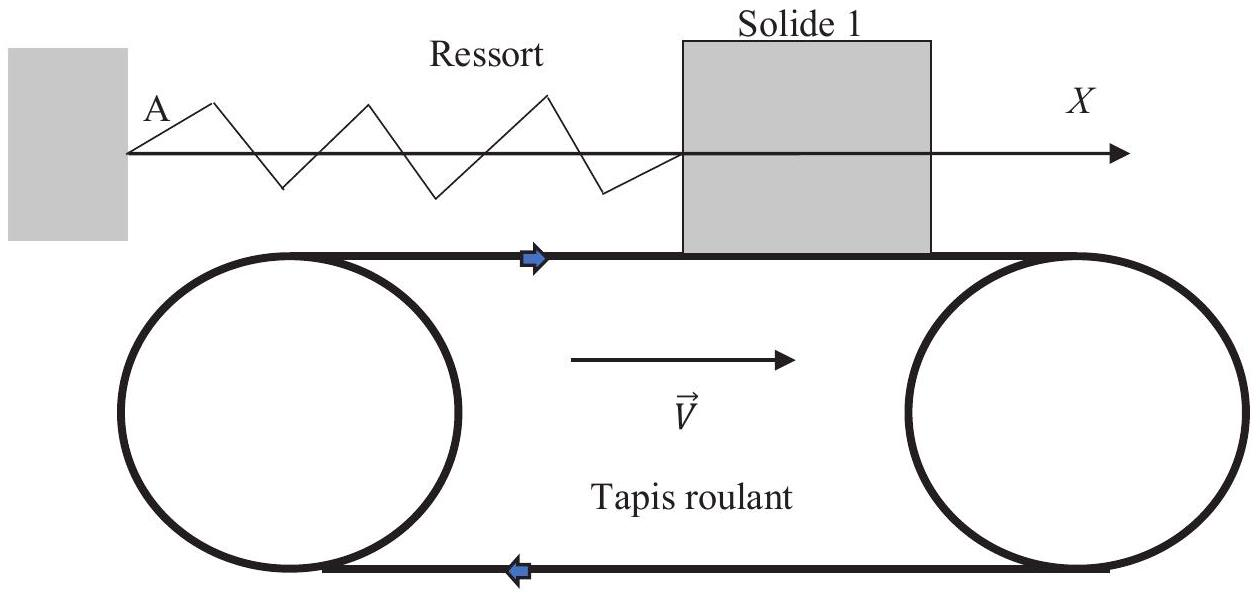 Solide 1
Ressort
A
X
V⃗
Tapis roulant